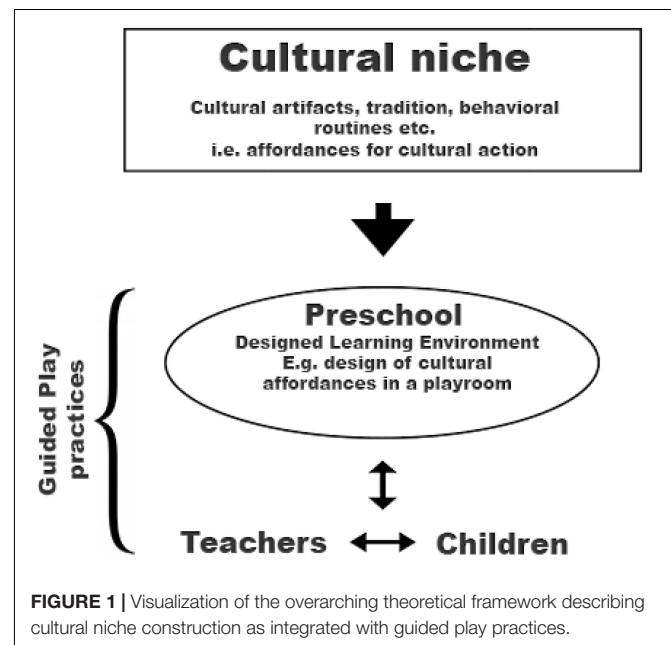 Cultural niche
Cultural artifacts, tradition, behavioral
routines etc.
i.e. affordances for cultural action
Preschool
Designed Learning Environment
E.g. design of cultural
affordances in a playroom
Guided Play
practices
Teachers
Children
FIGURE 1 | Visualization of the overarching theoretical framework describing
cultural niche construction as integrated with guided play practices.